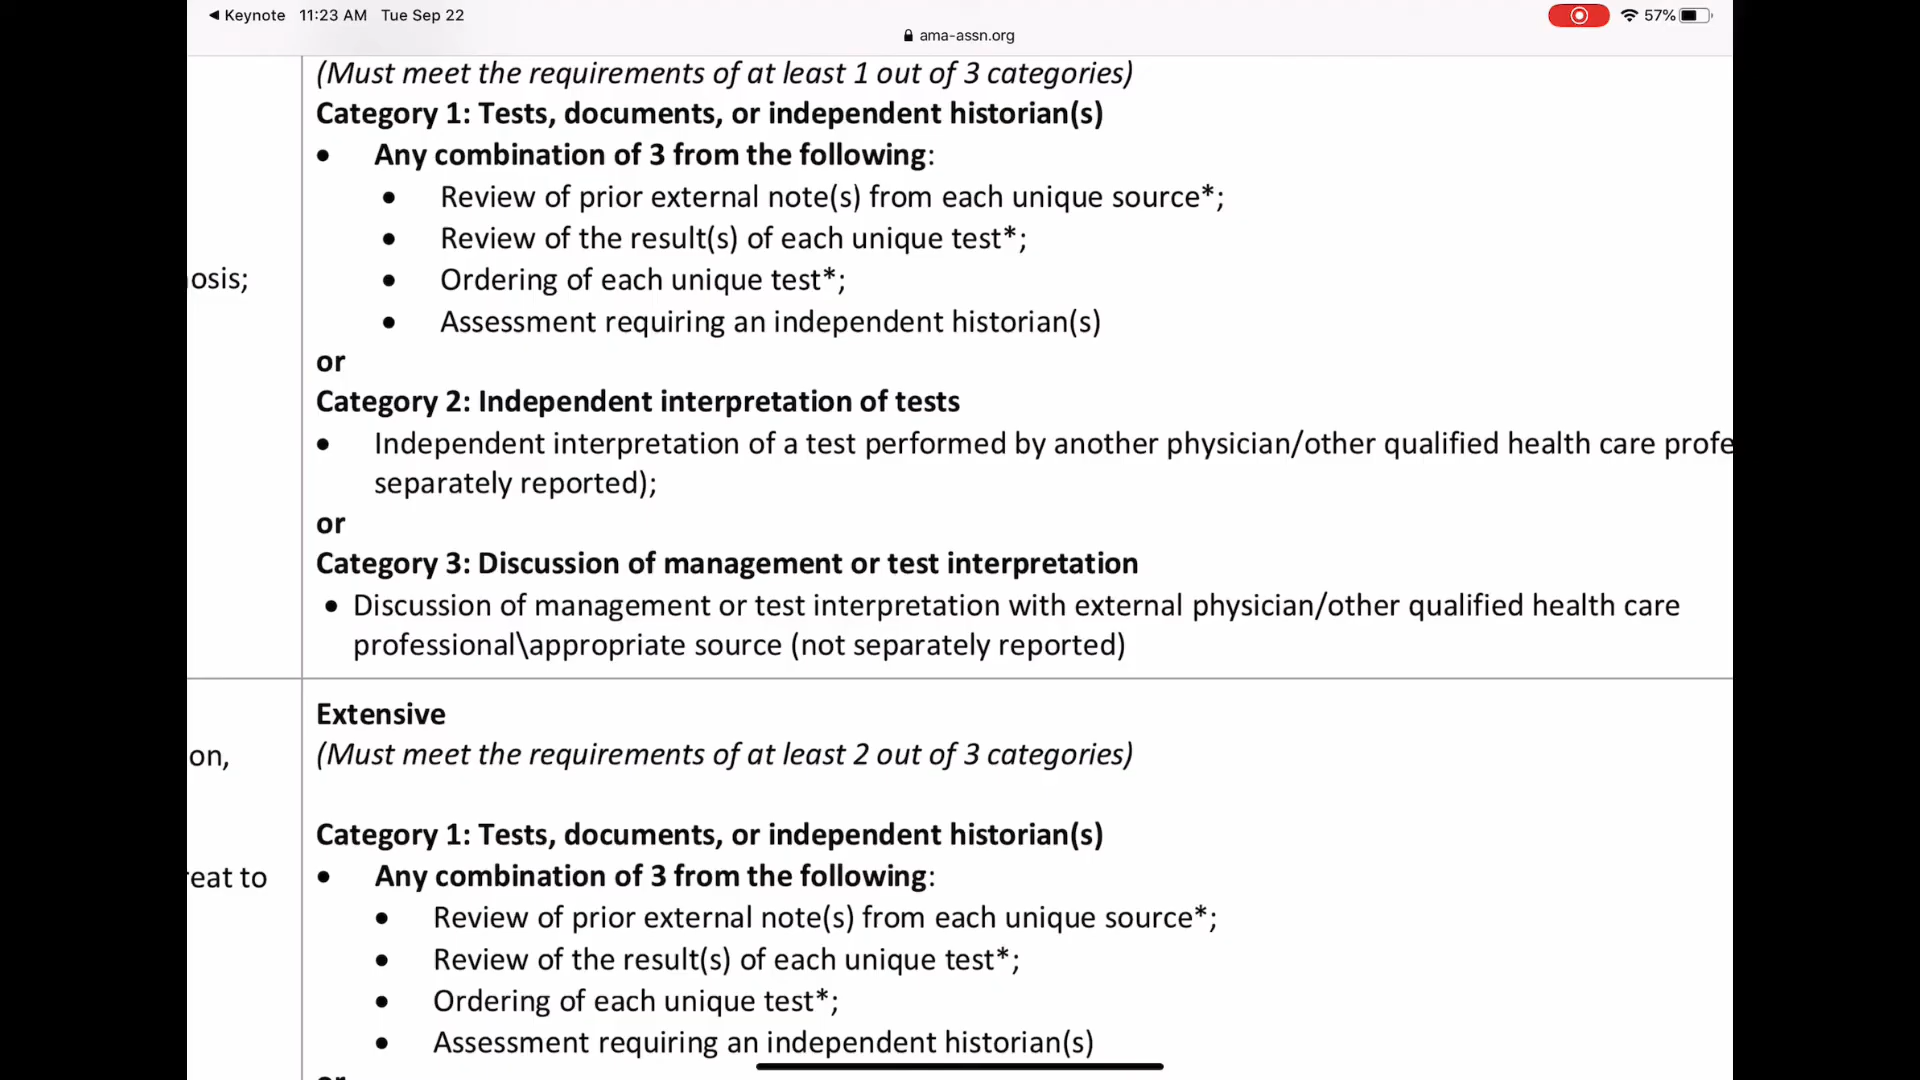 ◀ Keynote 11:23 AM Tue Sep 22
57%
ama-assn.org
(Must meet the requirements of at least 1 out of 3 categories)
Category 1: Tests, documents, or independent historian(s)
• Any combination of 3 from the following:
• Review of prior external note(s) from each unique source*;
• Review of the result(s) of each unique test*;
osis;
• Ordering of each unique test*;
• Assessment requiring an independent historian(s)
or
Category 2: Independent interpretation of tests
• Independent interpretation of a test performed by another physician/other qualified health care profe
separately reported);
or
Category 3: Discussion of management or test interpretation
• Discussion of management or test interpretation with external physician/other qualified health care
professional\appropriate source (not separately reported)
Extensive
on,
(Must meet the requirements of at least 2 out of 3 categories)
Category 1: Tests, documents, or independent historian(s)
eat to
• Any combination of 3 from the following:
• Review of prior external note(s) from each unique source*;
• Review of the result(s) of each unique test*;
• Ordering of each unique test*;
• Assessment requiring an independent historian(s)